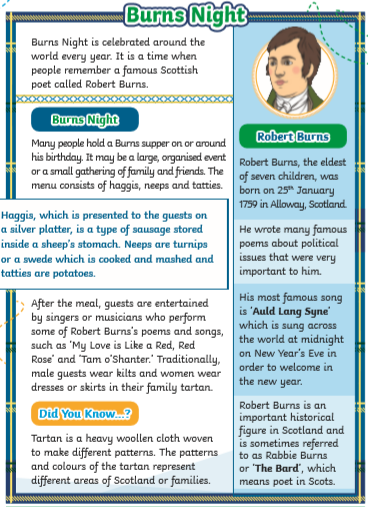 Burns Night
Burns Night is celebrated around the
world every year. It is a time when
people remember a famous Scottish
poet called Robert Burns.
Burns Night
Many people hold a Burns supper on or around
his birthday. It may be a large, organised event
or a small gathering of family and friends. The
menu consists of haggis, neeps and tatties.
Haggis, which is presented to the guests on
a silver platter, is a type of sausage stored
inside a sheep's stomach. Neeps are turnips
or a swede which is cooked and mashed and
tatties are potatoes.
After the meal, guests are entertained
by singers or musicians who perform
some of Robert Burns's poems and songs,
such as 'My Love is Like a Red, Red
Rose' and 'Tam o'Shanter.' Traditionally,
male guests wear kilts and women wear
dresses or skirts in their family tartan.
Did You Know...?
Tartan is a heavy woollen cloth woven
to make different patterns. The patterns
and colours of the tartan represent
different areas of Scotland or families.
Robert Burns
Robert Burns, the eldest
of seven children, was
born on 25th January
1759 in Alloway, Scotland.
He wrote many famous
poems about political
issues that were very
important to him.
His most famous song
is 'Auld Lang Syne'
which is sung across
the world at midnight
on New Year's Eve in
order to welcome in
the new year.
Robert Burns is an
important historical
figure in Scotland and
is sometimes referred
to as Rabbie Burns
or 'The Bard', which
means poet in Scots.